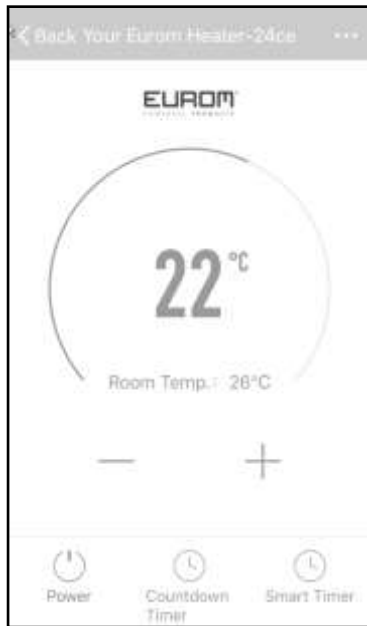 Back Your Eurom Heater-24ce
EUROM
22 °C
Room Temp.: 26°C
Power
Countdown
Timer
Smart Timer